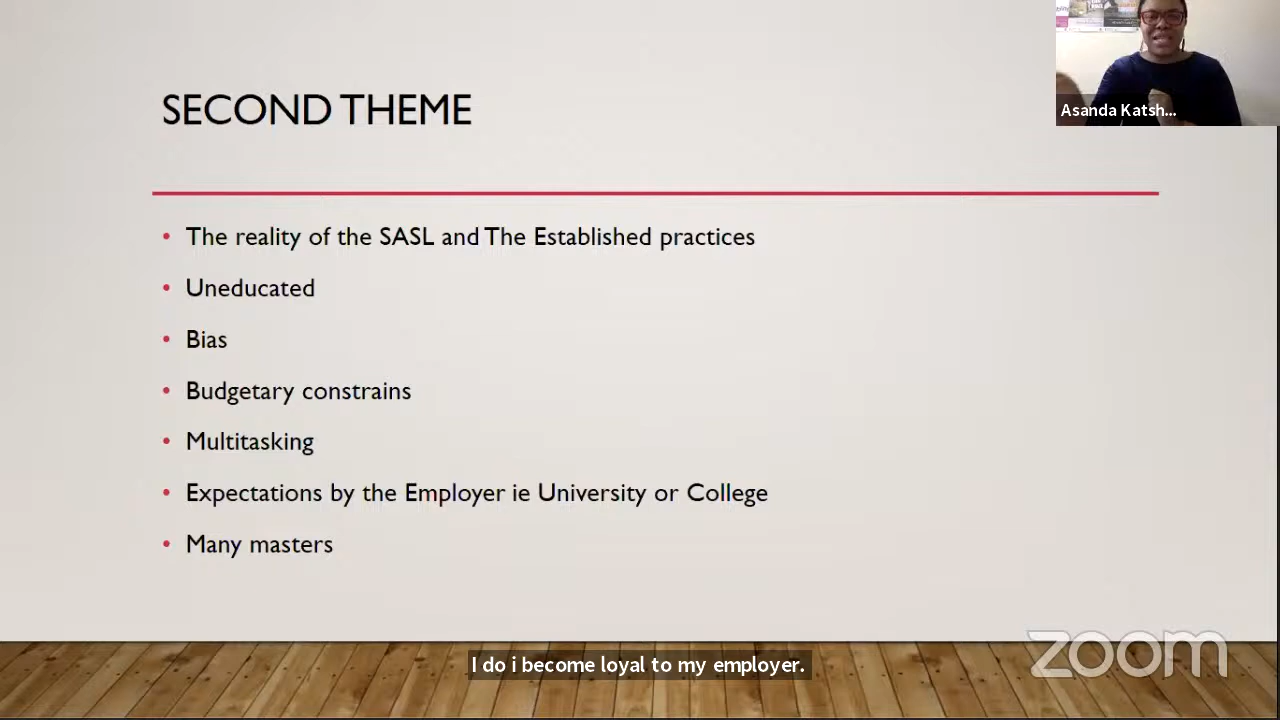 SECOND THEME
Asanda Katsh...
• The reality of the SASL and The Established practices
• Uneducated
• Bias
• Budgetary constrains
• Multitasking
• Expectations by the Employer ie University or College
• Many masters
zoom
I do i become loyal to my employer.